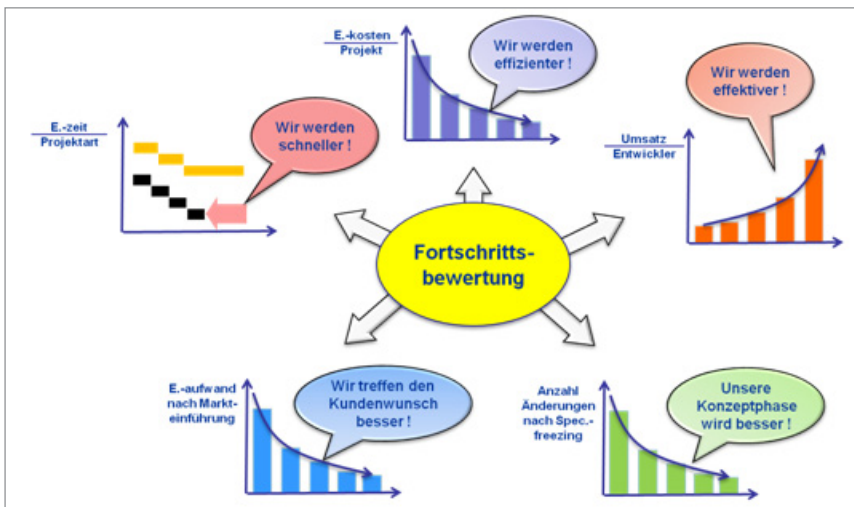 E.-kosten
Projekt
Wir werden
effizienter !
Wir werden
effektiver !
E.-zeit
Projektart
Wir werden
schneller !
Umsatz
Entwickler
Fortschritts-
bewertung
E.-aufwand
nach Markt-
einführung
Wir treffen den
Kundenwunsch
besser !
Anzahl
Änderungen
nach Spec.-
freezing
Unsere
Konzeptphase
wird besser !